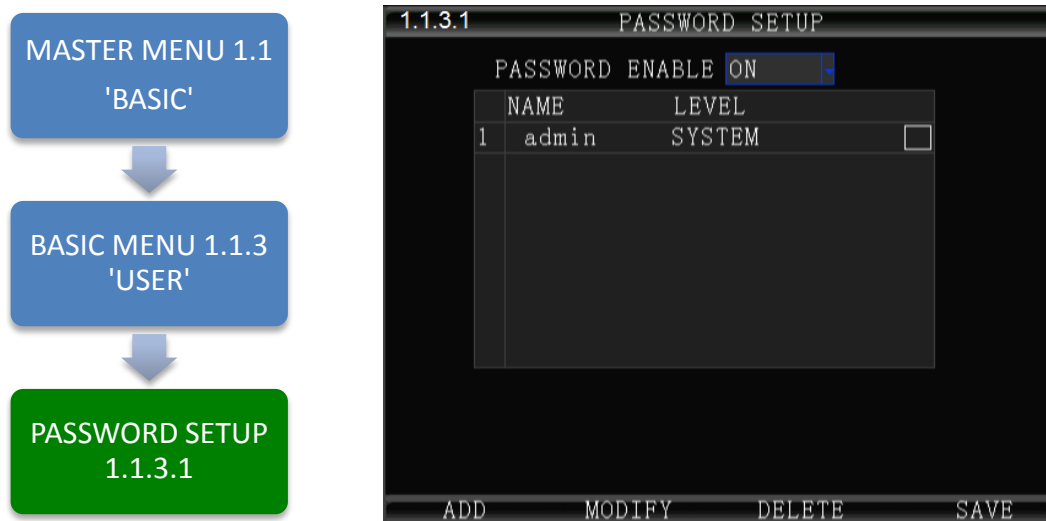 MASTER MENU 1.1
'BASIC'
BASIC MENU 1.1.3
'USER'
PASSWORD SETUP
1.1.3.1
1.1.3.1 PASSWORD SETUP
PASSWORD ENABLE ON
NAME LEVEL
1 admin SYSTEM
ADD MODIFY DELETE SAVE